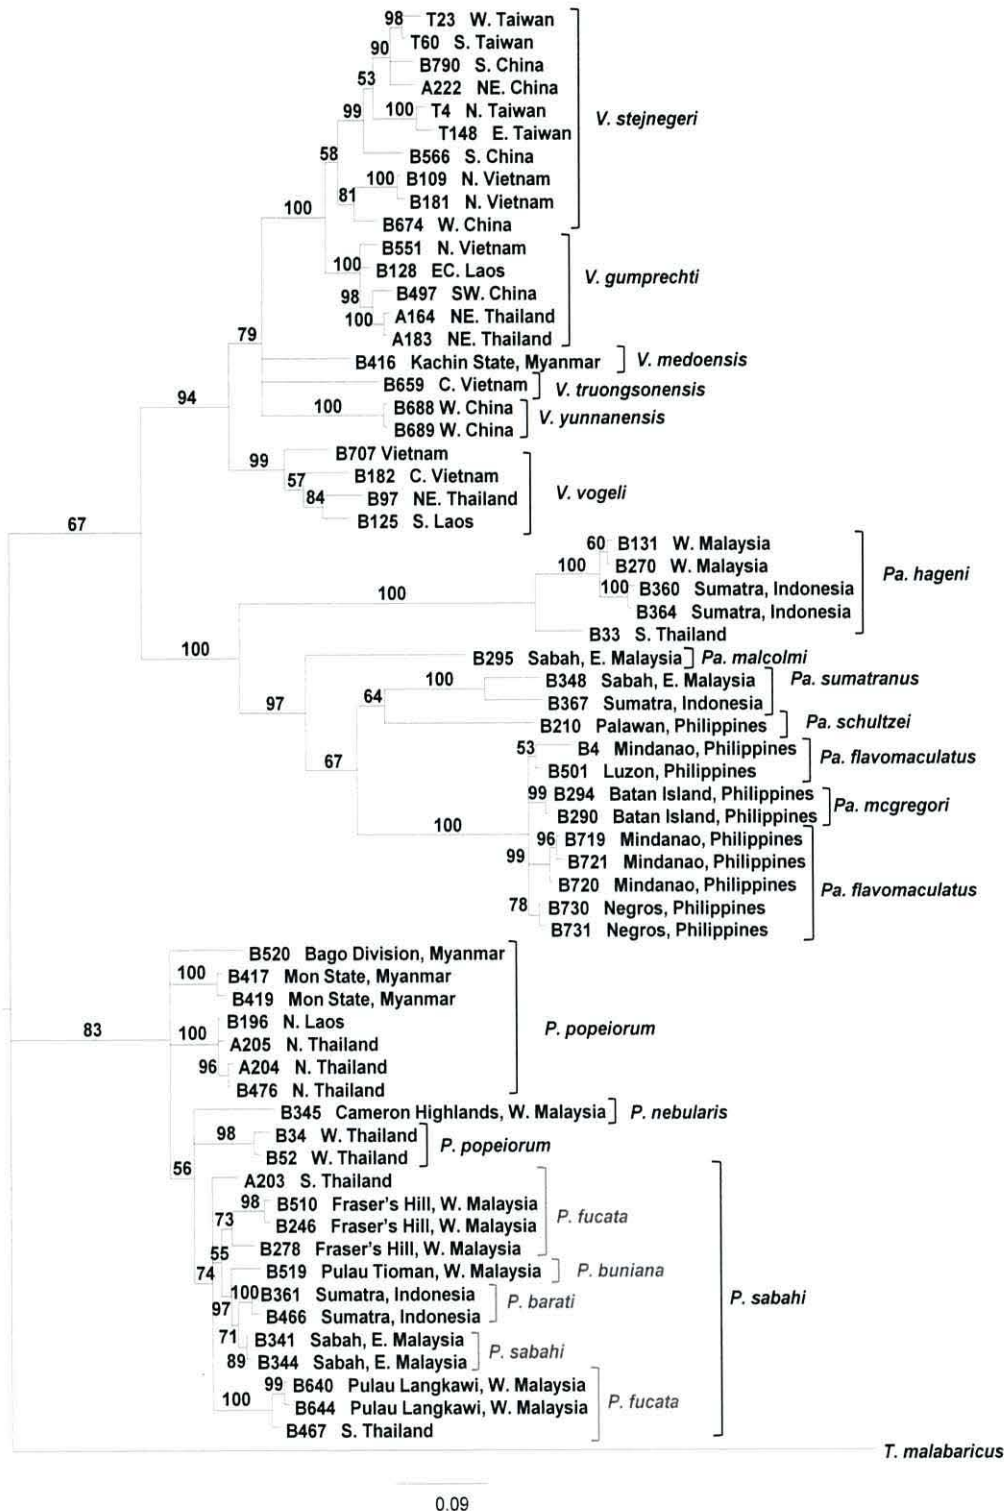 98 T23 W. Taiwan
T60 S. Taiwan
90 B790 S. China
53 A222 NE. China
99 100 T4 N. Taiwan V. stejnegeri
T148 E. Taiwan
58 B566 S. China
100 B109 N. Vietnam
81 B181 N. Vietnam
100 B674 W. China
B551 N. Vietnam
100 B128 EC. Laos V. gumprechti
98 B497 SW. China
100 A164 NE. Thailand
79 A183 NE. Thailand
B416 Kachin State, Myanmar V. medoensis
94 B659 C. Vietnam V. truongsonensis
100 B688 W. China V. yunnanensis
B689 W. China
99 B707 Vietnam
57 B182 C. Vietnam
84 B97 NE. Thailand V. vogeli
B125 S. Laos
67
60 B131 W. Malaysia
100 B270 W. Malaysia Pa. hageni
100 B360 Sumatra, Indonesia
100 B364 Sumatra, Indonesia
B33 S. Thailand
100 B295 Sabah, E. Malaysia Pa. malcolmi
100 B348 Sabah, E. Malaysia Pa. sumatranus
97 64 B367 Sumatra, Indonesia
B210 Palawan, Philippines Pa. schultzei
67 53 B4 Mindanao, Philippines Pa. flavomaculatus
B501 Luzon, Philippines
99 B294 Batan Island, Philippines Pa. mcgregori
B290 Batan Island, Philippines
100 96 B719 Mindanao, Philippines
99 B721 Mindanao, Philippines
B720 Mindanao, Philippines Pa. flavomaculatus
78 B730 Negros, Philippines
B731 Negros, Philippines
B520 Bago Division, Myanmar
100 B417 Mon State, Myanmar
B419 Mon State, Myanmar
83 100 B196 N. Laos P. popeiorum
A205 N. Thailand
96 A204 N. Thailand
B476 N. Thailand
B345 Cameron Highlands, W. Malaysia P. nebularis
98 B34 W. Thailand P. popeiorum
B52 W. Thailand
56 A203 S. Thailand
98 B510 Fraser's Hill, W. Malaysia P. fucata
73 B246 Fraser's Hill, W. Malaysia
55 B278 Fraser's Hill, W. Malaysia
74 B519 Pulau Tioman, W. Malaysia P. buniana
100 B361 Sumatra, Indonesia P. barati P. sabahi
97 B466 Sumatra, Indonesia
71 B341 Sabah, E. Malaysia P. sabahi
89 B344 Sabah, E. Malaysia
99 B640 Pulau Langkawi, W. Malaysia
100 B644 Pulau Langkawi, W. Malaysia P. fucata
B467 S. Thailand
T. malabaricus
0.09